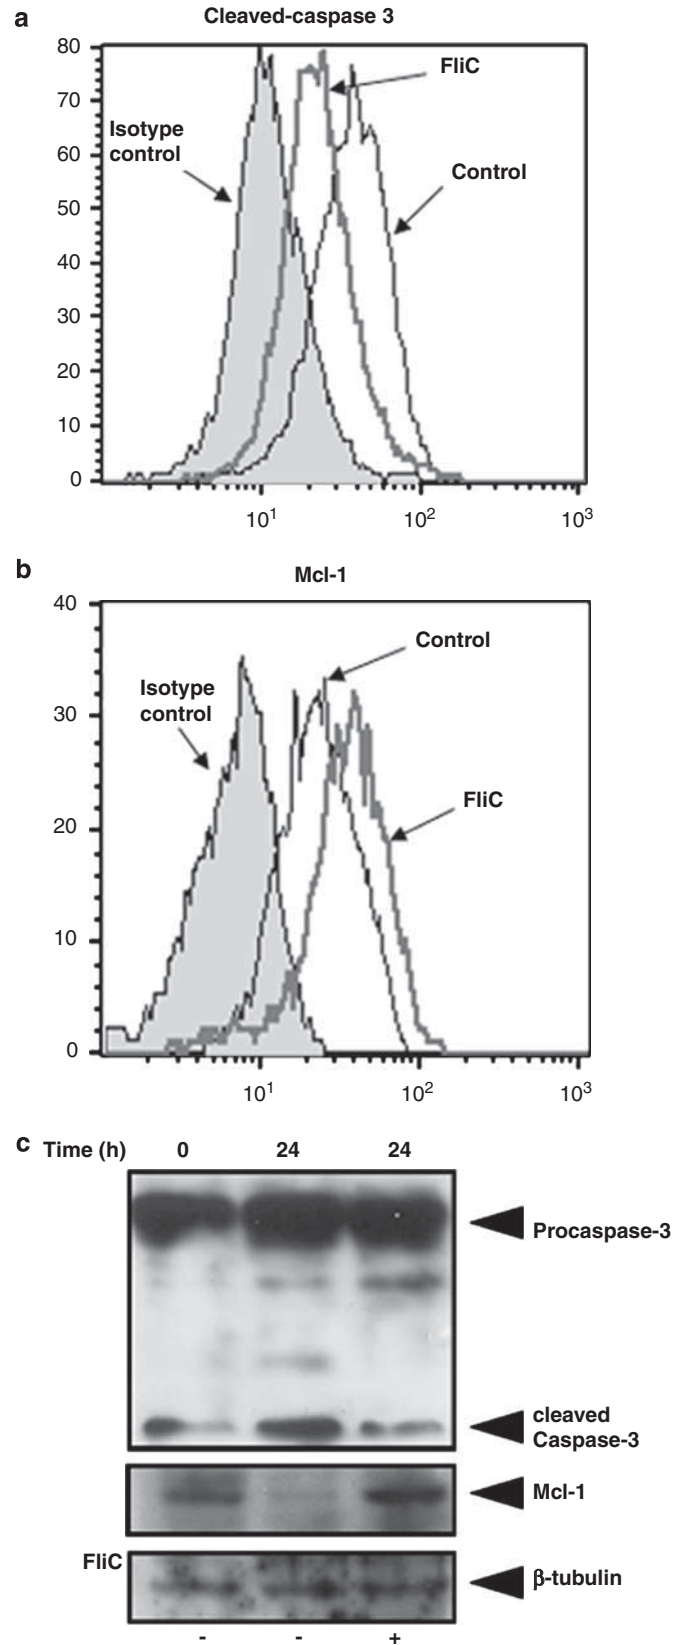 a
Cleaved-caspase 3
80
70
60
50
40
30
20
10
0
Isotype
control
FliC
Control
10¹
10²
10³
b
Mcl-1
40
30
20
10
0
Isotype
control
Control
FliC
10¹
10²
10³
c
Time (h) 0 24 24
Procaspase-3
cleaved
Caspase-3
Mcl-1
FliC
β-tubulin
- - +